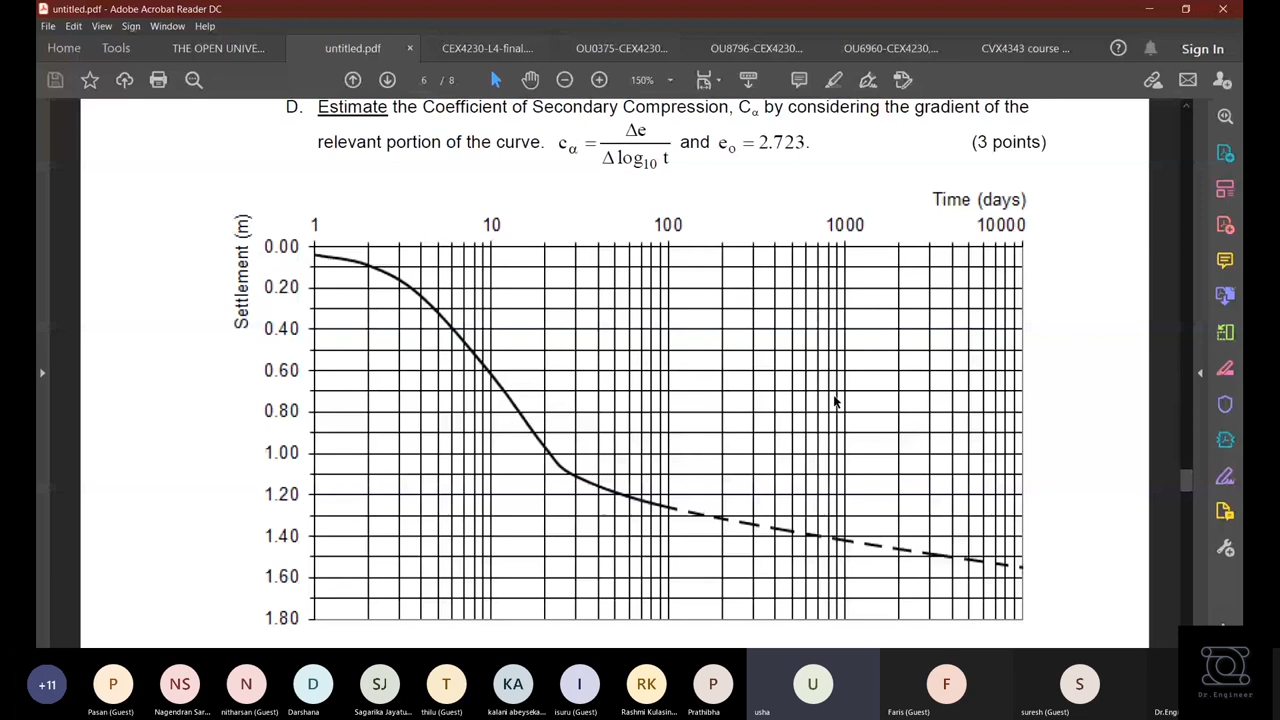 untitled.pdf - Adobe Acrobat Reader DC
File Edit View Sign Window Help
Home Tools THE OPEN UNIVE... untitled.pdf × CEX4230-L4-final.... OU0375-CEX4230... OU8796-CEX4230... OU6960-CEX4230,... CVX4343 course ... Sign In
6 / 8 150%
D. Estimate the Coefficient of Secondary Compression, Cα by considering the gradient of the
relevant portion of the curve. cα = Δe / Δ log10 t and eo = 2.723. (3 points)
Time (days)
1 10 100 1000 10000
Settlement (m)
0.00
0.20
0.40
0.60
0.80
1.00
1.20
1.40
1.60
1.80
+11 P NS N D SJ T KA I RK P U F S
Pasan (Guest) Nagendran Sar... nitharsan (Guest) Darshana Sagarika Jayatu... thilu (Guest) kalani abeyseka... isuru (Guest) Rashmi Kulasin... Prathibha usha Faris (Guest) suresh (Guest) Dr.Eng
Dr.Engineer